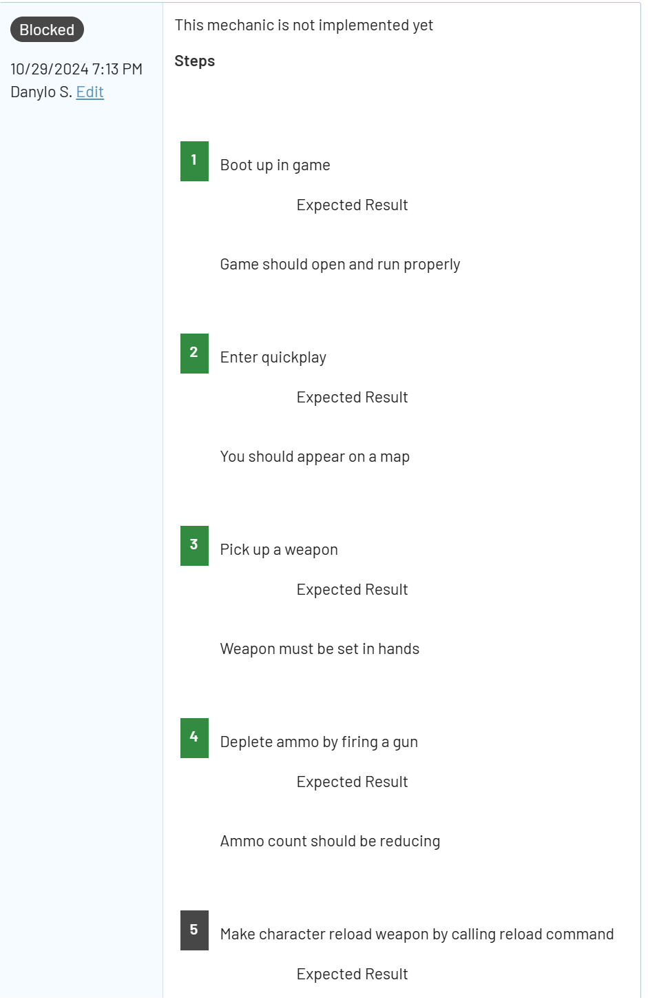 Blocked
10/29/2024 7:13 PM
Danylo S. Edit
This mechanic is not implemented yet
Steps
1
Boot up in game
Expected Result
Game should open and run properly
2
Enter quickplay
Expected Result
You should appear on a map
3
Pick up a weapon
Expected Result
Weapon must be set in hands
4
Deplete ammo by firing a gun
Expected Result
Ammo count should be reducing
5
Make character reload weapon by calling reload command
Expected Result